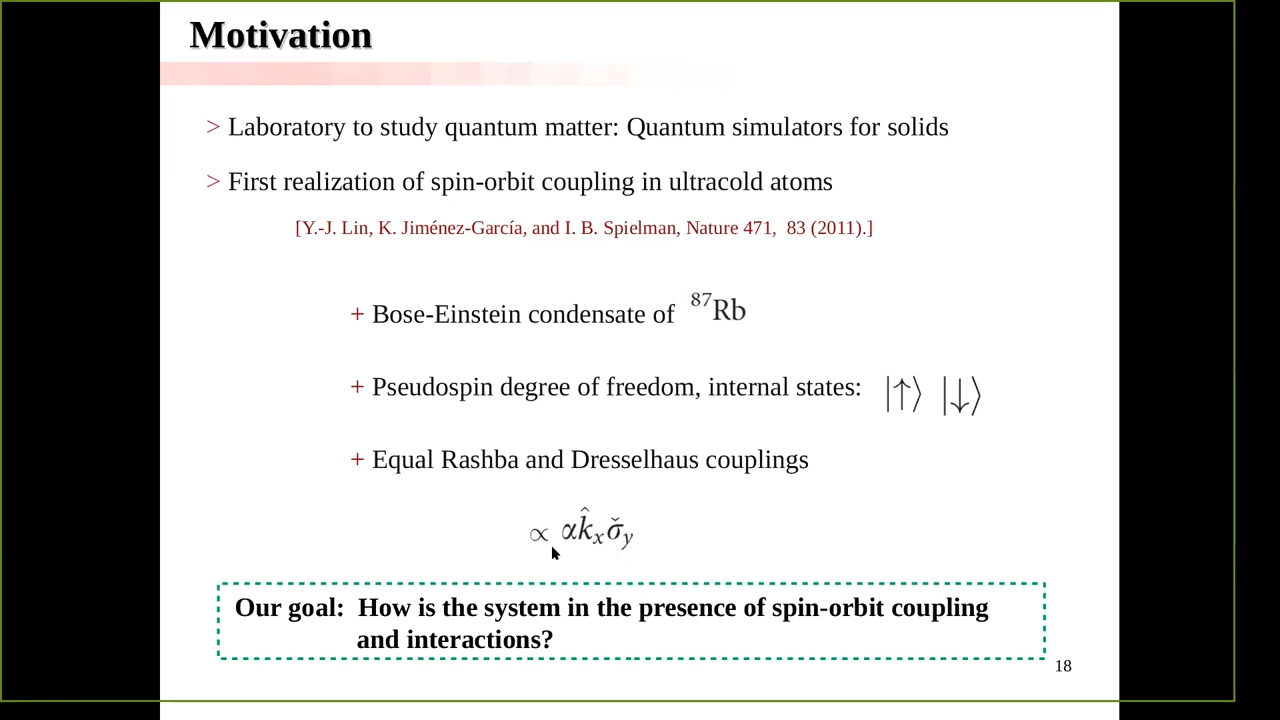 Motivation
> Laboratory to study quantum matter: Quantum simulators for solids
> First realization of spin-orbit coupling in ultracold atoms
[Y.-J. Lin, K. Jiménez-García, and I. B. Spielman, Nature 471, 83 (2011).]
+ Bose-Einstein condensate of ⁸⁷Rb
+ Pseudospin degree of freedom, internal states: |↑⟩ |↓⟩
+ Equal Rashba and Dresselhaus couplings
∝ αk̂ₓσ̌_y
Our goal: How is the system in the presence of spin-orbit coupling
and interactions?
18